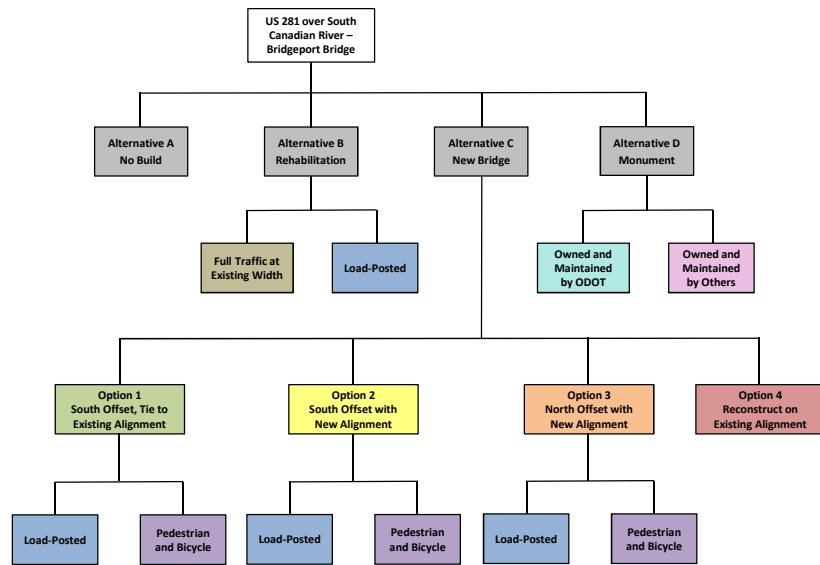 US 281 over South
Canadian River –
Bridgeport Bridge
Alternative A
No Build
Alternative B
Rehabilitation
Alternative C
New Bridge
Alternative D
Monument
Full Traffic at
Existing Width
Load-Posted
Owned and
Maintained
by ODOT
Owned and
Maintained
by Others
Option 1
South Offset, Tie to
Existing Alignment
Option 2
South Offset with
New Alignment
Option 3
North Offset with
New Alignment
Option 4
Reconstruct on
Existing Alignment
Load-Posted
Pedestrian
and Bicycle
Load-Posted
Pedestrian
and Bicycle
Load-Posted
Pedestrian
and Bicycle